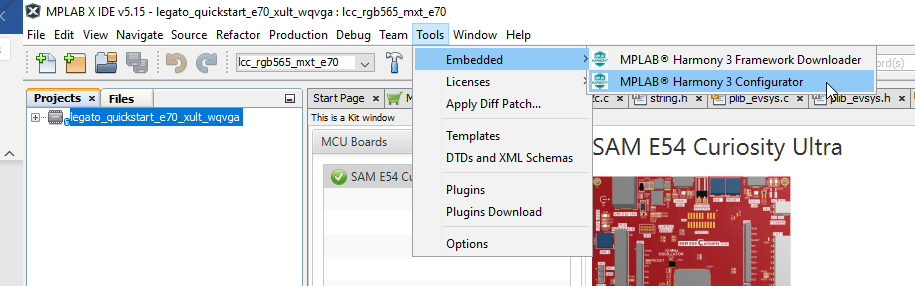 MPLAB X IDE v5.15 - legato_quickstart_e70_xult_wqvga : lcc_rgb565_mxt_e70
File Edit View Navigate Source Refactor Production Debug Team Tools Window Help
lcc_rgb565_mxt_e70
Embedded
MPLAB® Harmony 3 Framework Downloader
Licenses
MPLAB® Harmony 3 Configurator
Projects
Files
Start Page
string.h
plib_evsys.c
plib_evsys.h
Apply Diff Patch...
legato_quickstart_e70_xult_wqvga
This is a Kit window
Templates
MCU Boards
DTDs and XML Schemas
SAM E54 Curiosity Ultra
SAM E54 Cu
Plugins
Plugins Download
Options